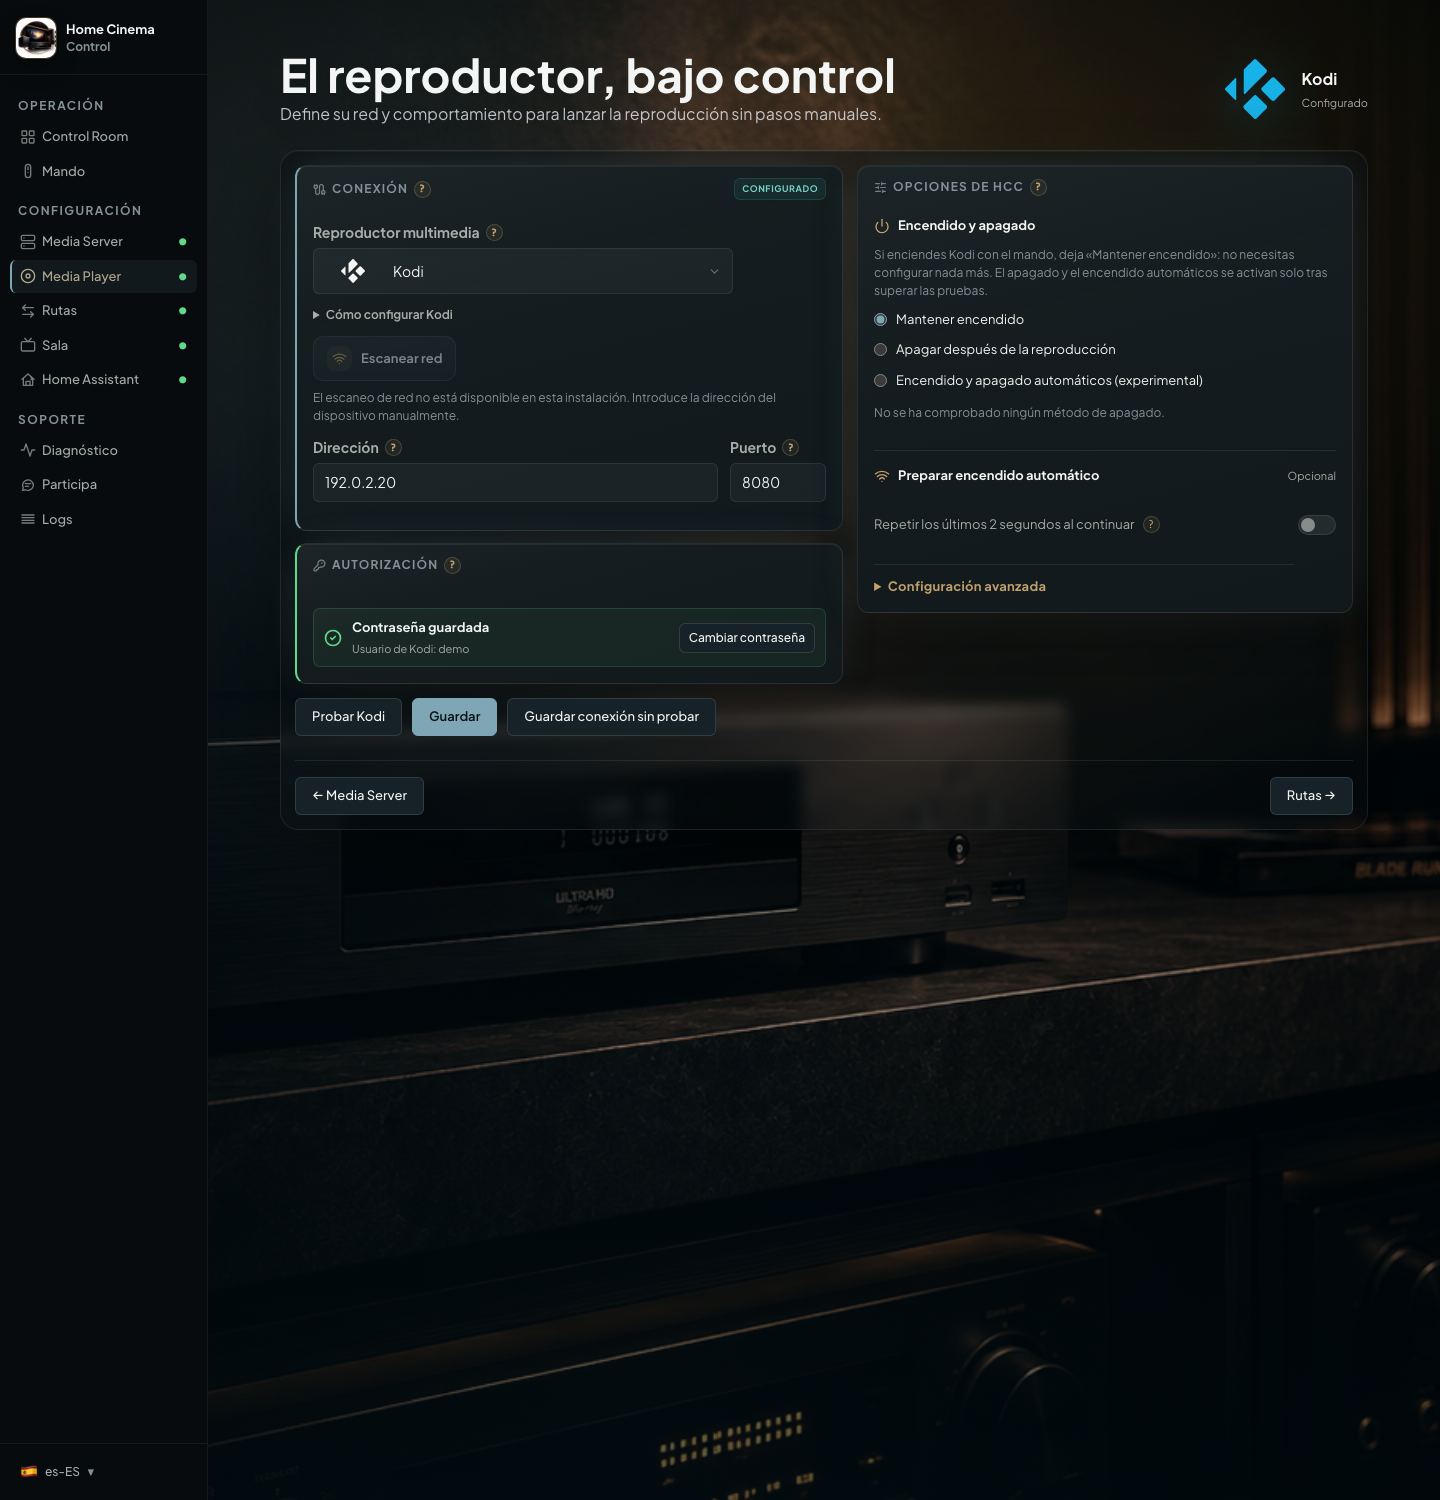 Home Cinema
Control
OPERACIÓN
Control Room
Mando
CONFIGURACIÓN
Media Server
Media Player
Rutas
Sala
Home Assistant
SOPORTE
Diagnóstico
Participa
Logs
es-ES
El reproductor, bajo control
Define su red y comportamiento para lanzar la reproducción sin pasos manuales.
Kodi
Configurado
CONEXIÓN ?
CONFIGURADO
Reproductor multimedia ?
Kodi
Cómo configurar Kodi
Escanear red
El escaneo de red no está disponible en esta instalación. Introduce la dirección del
dispositivo manualmente.
Dirección ?
Puerto ?
192.0.2.20
8080
AUTORIZACIÓN ?
Contraseña guardada
Usuario de Kodi: demo
Cambiar contraseña
Probar Kodi
Guardar
Guardar conexión sin probar
← Media Server
Rutas →
OPCIONES DE HCC ?
Encendido y apagado
Si enciendes Kodi con el mando, deja «Mantener encendido»: no necesitas
configurar nada más. El apagado y el encendido automáticos se activan solo tras
superar las pruebas.
Mantener encendido
Apagar después de la reproducción
Encendido y apagado automáticos (experimental)
No se ha comprobado ningún método de apagado.
Preparar encendido automático
Opcional
Repetir los últimos 2 segundos al continuar ?
Configuración avanzada
ULTRA HD
Blu-ray
BLADE RUN